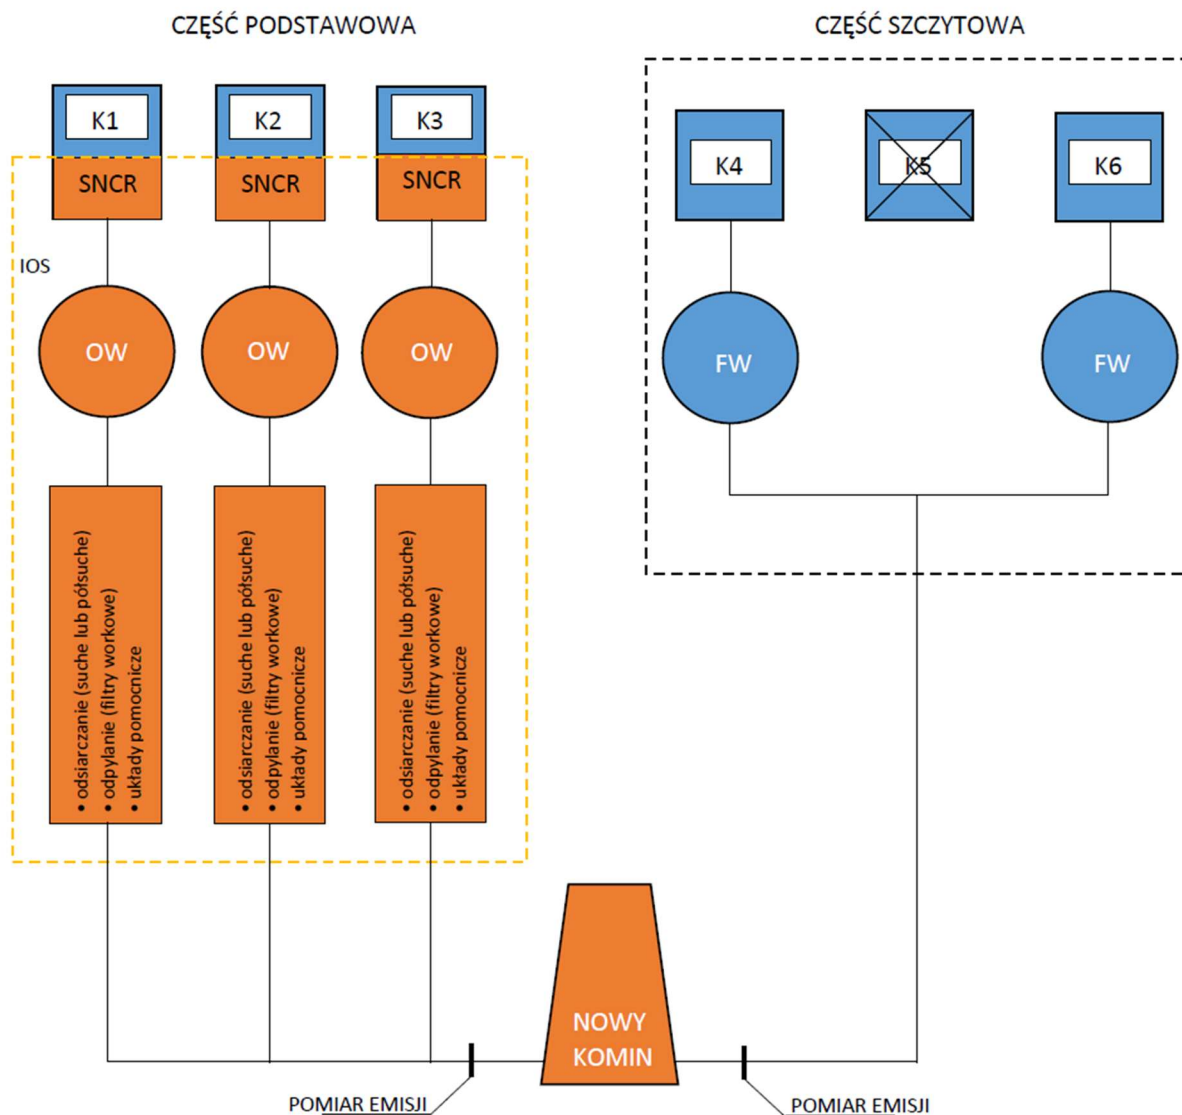 CZĘŚĆ PODSTAWOWA
CZĘŚĆ SZCZYTOWA
K1
K2
K3
K4
K5
K6
SNCR
SNCR
SNCR
IOS
OW
OW
OW
FW
FW
• odsiarczanie (suche lub półsuche)
• odpylanie (filtry workowe)
• układy pomocnicze
• odsiarczanie (suche lub półsuche)
• odpylanie (filtry workowe)
• układy pomocnicze
• odsiarczanie (suche lub półsuche)
• odpylanie (filtry workowe)
• układy pomocnicze
NOWY
KOMIN
POMIAR EMISJI
POMIAR EMISJI